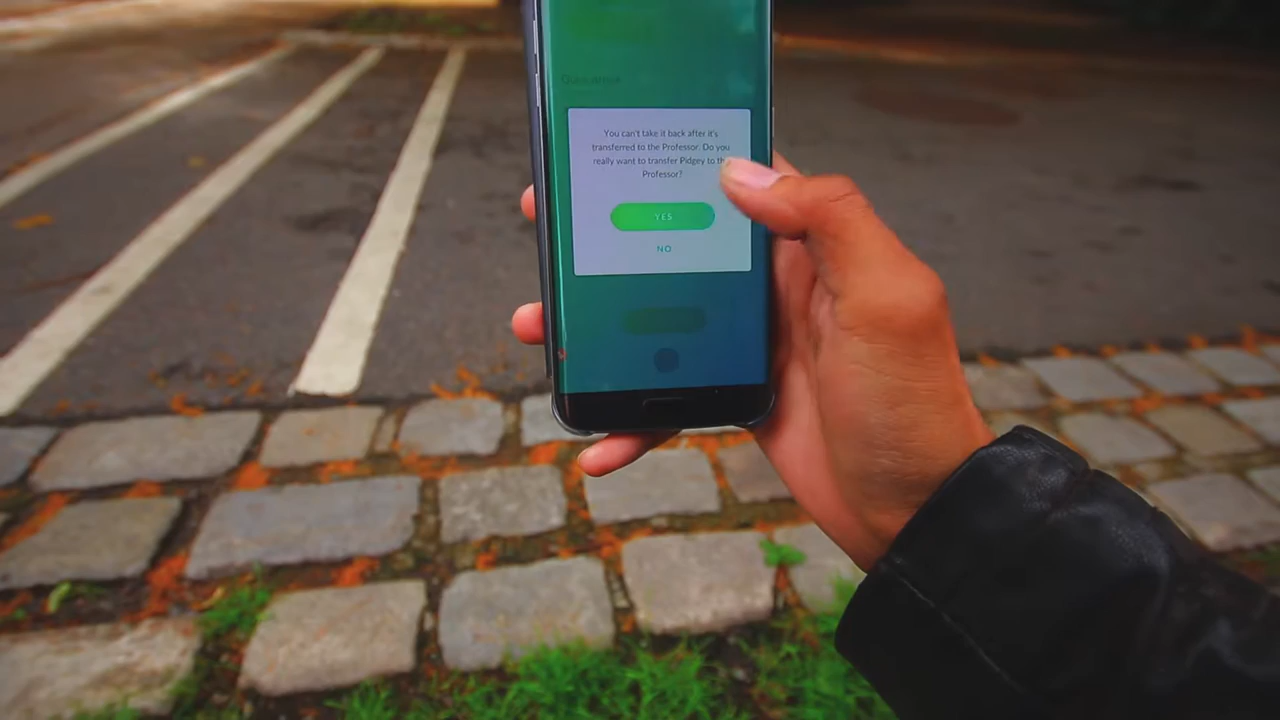 You can't take it back after it's
transferred to the Professor. Do you
really want to transfer Pidgey to the
Professor?
YES
NO